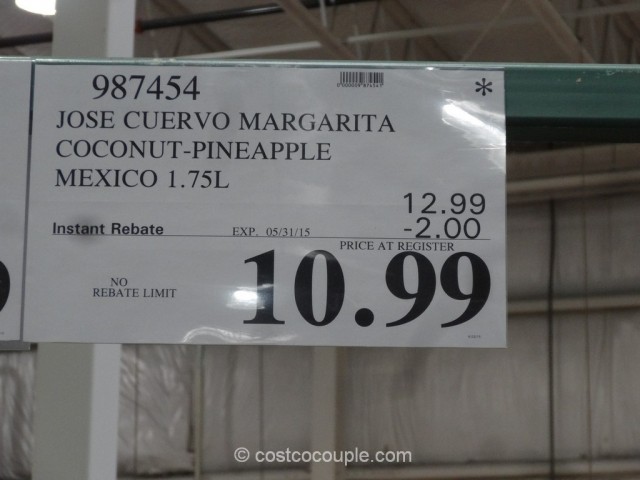 987454
*
JOSE CUERVO MARGARITA
COCONUT-PINEAPPLE
MEXICO 1.75L
12.99
Instant Rebate EXP. 05/31/15 -2.00
PRICE AT REGISTER
NO
REBATE LIMIT
10.99
© costcocouple.com